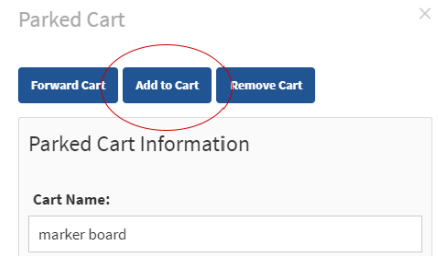 Parked Cart
Forward Cart Add to Cart Remove Cart
Parked Cart Information
Cart Name:
marker board